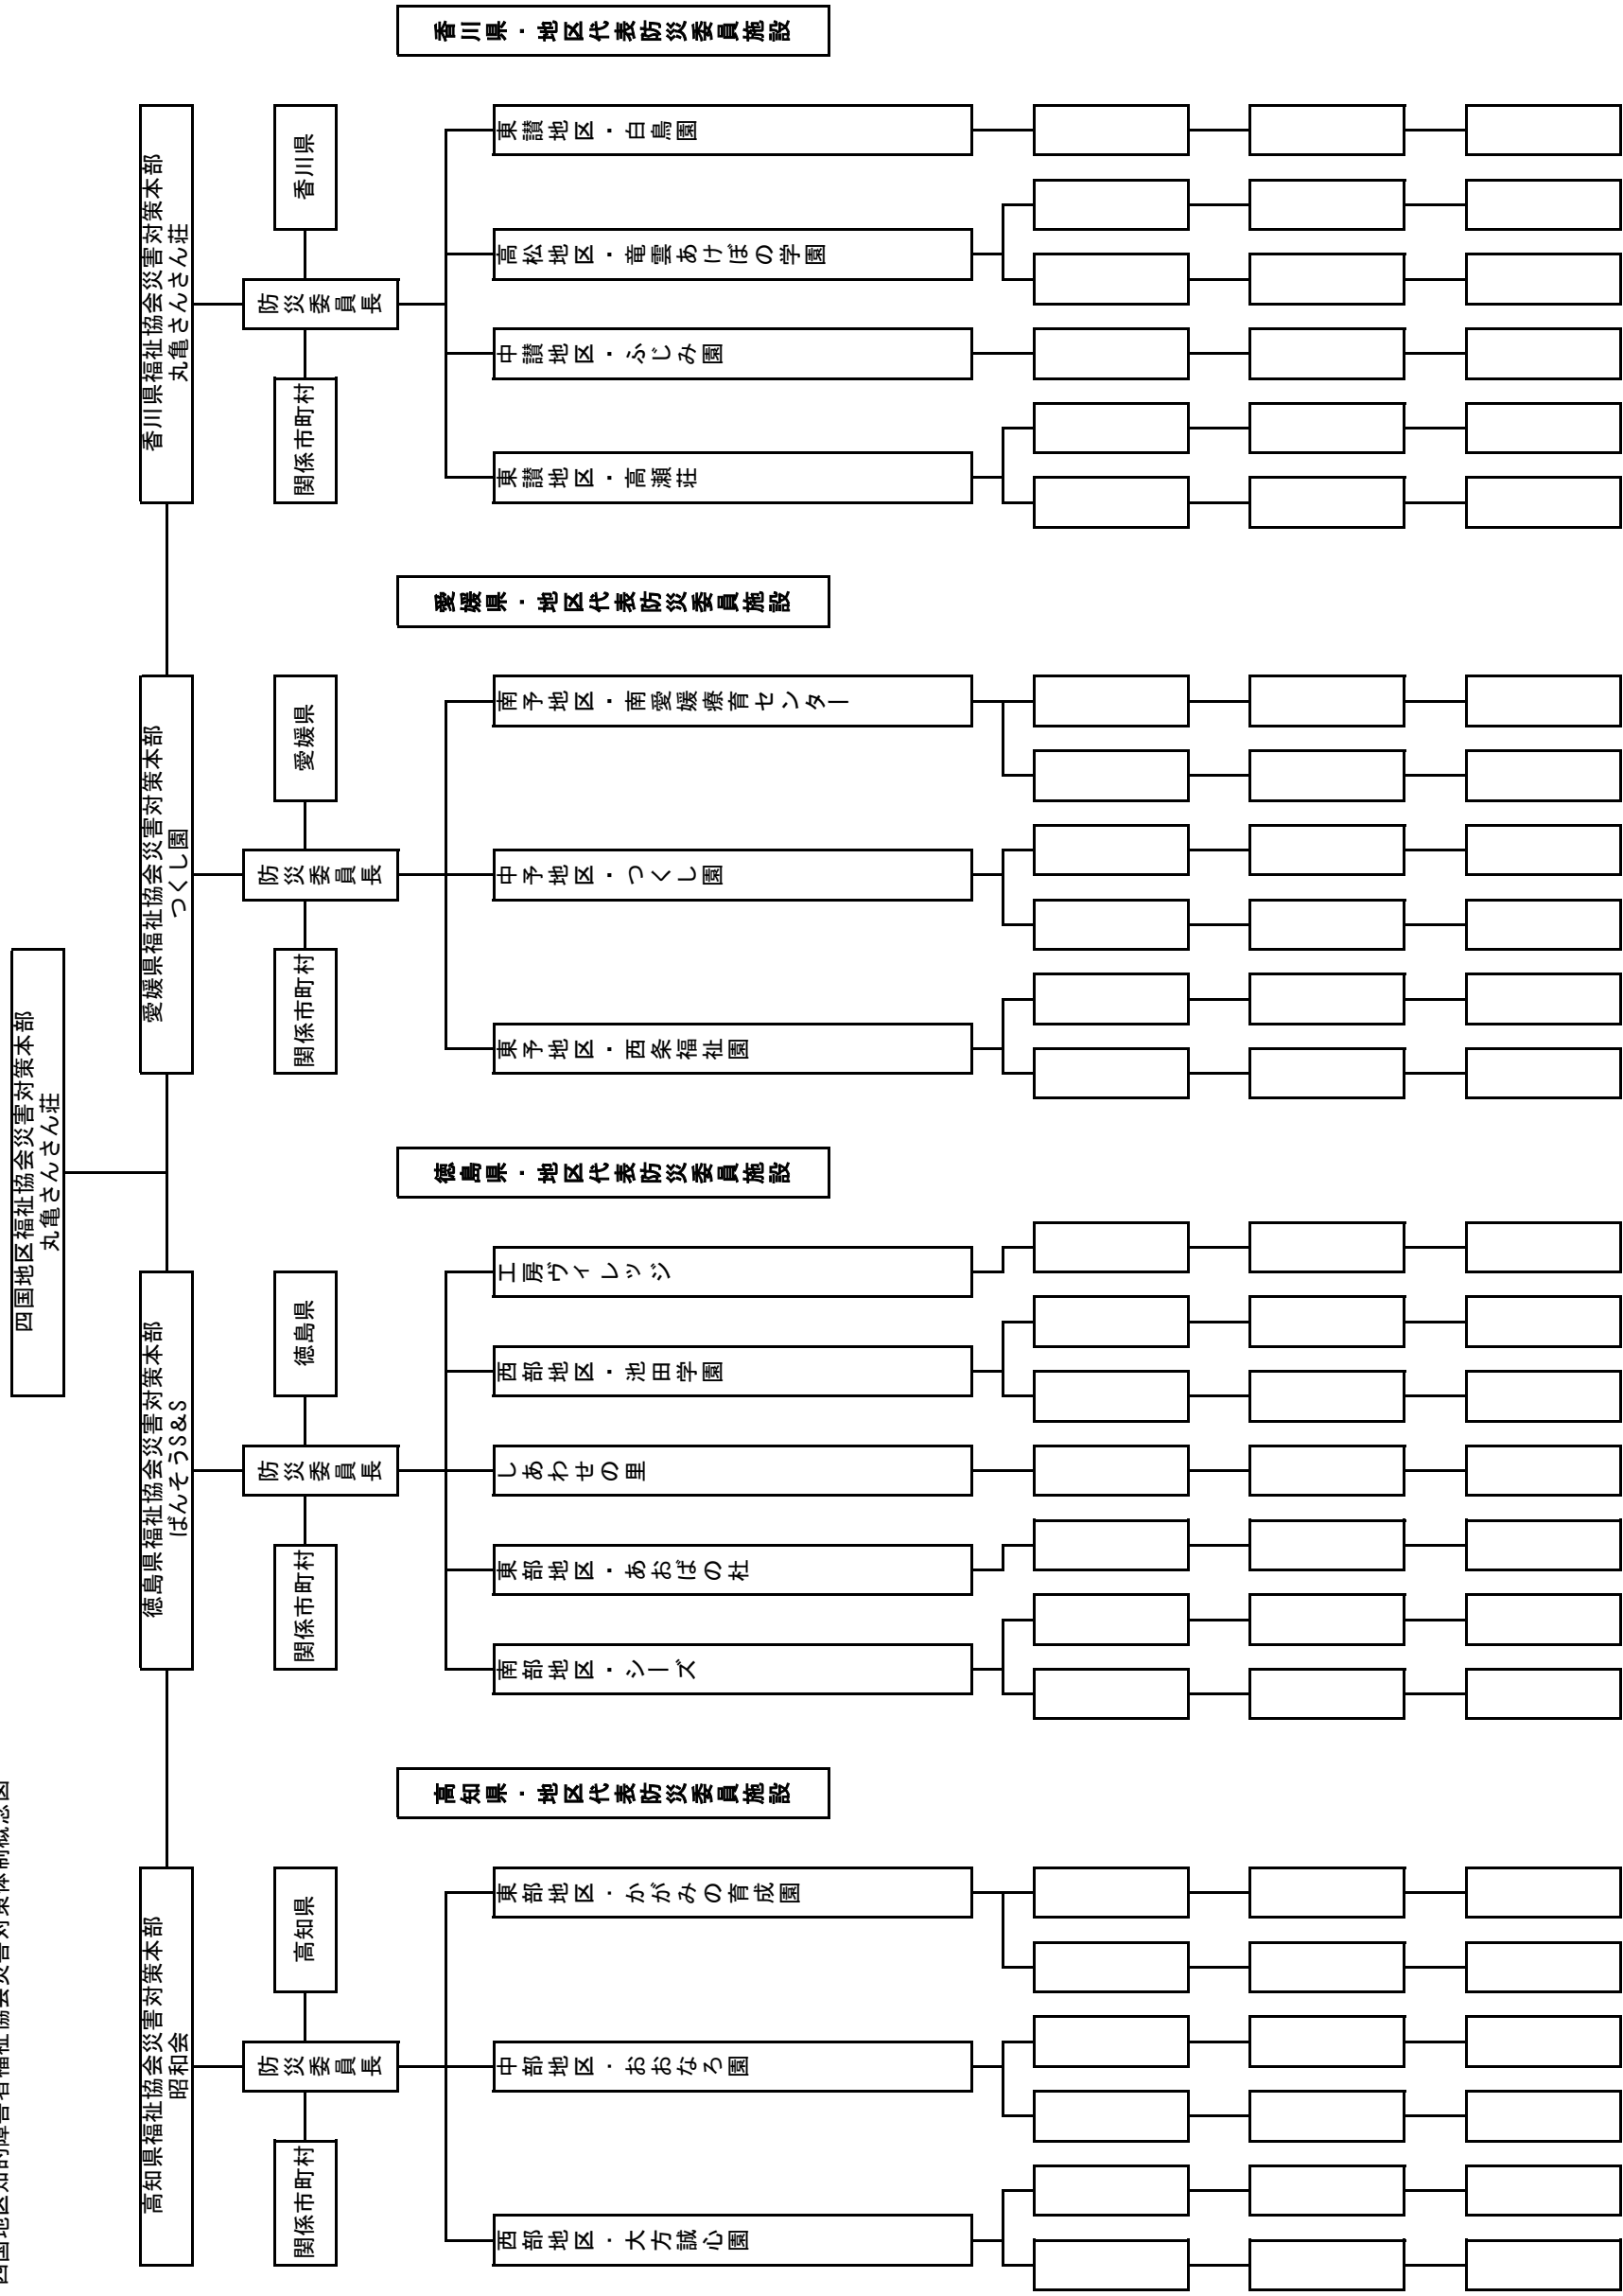 四国地区知的障害者福祉協会災害対策体制概念図
四国地区福祉協会災害対策本部
丸亀さんさん荘
高知県福祉協会災害対策本部
昭和会
徳島県福祉協会災害対策本部
ばんそうS&S
愛媛県福祉協会災害対策本部
つくし園
香川県福祉協会災害対策本部
丸亀さんさん荘
関係市町村
防災委員長
高知県
関係市町村
防災委員長
徳島県
関係市町村
防災委員長
愛媛県
関係市町村
防災委員長
香川県
高知県・地区代表防災委員施設
徳島県・地区代表防災委員施設
愛媛県・地区代表防災委員施設
香川県・地区代表防災委員施設
西部地区・大方誠心園
中部地区・おおなろ園
東部地区・かがみの育成園
南部地区・シーズ
東部地区・あおばの杜
しあわせの里
西部地区・池田学園
工房ヴィレッジ
東予地区・西条福祉園
中予地区・つくし園
南予地区・南愛媛療育センター
東讃地区・高瀬荘
中讃地区・ふじみ園
高松地区・竜雲あけぼの学園
東讃地区・白鳥園